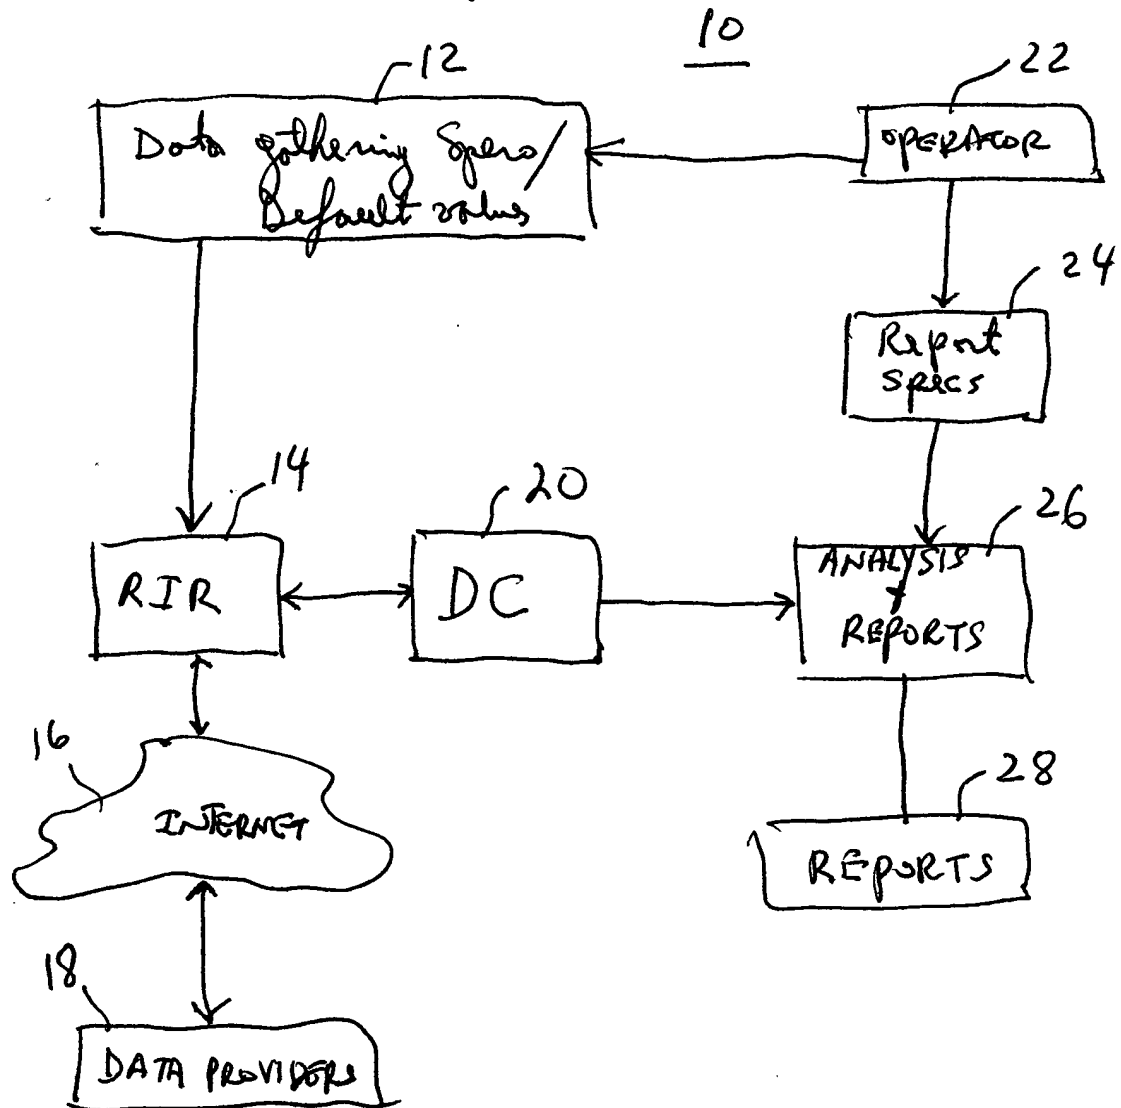 10
12
22
Data gathering Specs/
Default values
OPERATOR
24
Report
Specs
14
20
26
RIR
DC
ANALYSIS
+
REPORTS
16
INTERNET
28
REPORTS
18
DATA PROVIDERS